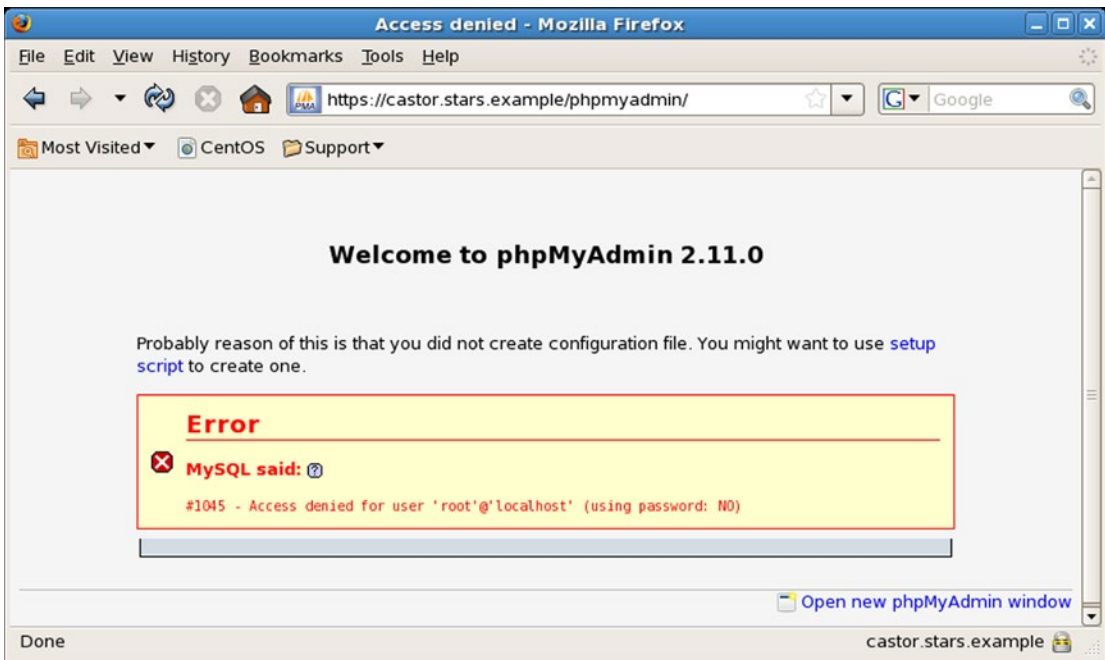 Access denied - Mozilla Firefox
File Edit View History Bookmarks Tools Help
PMA https://castor.stars.example/phpmyadmin/ G Google
Most Visited CentOS Support
Welcome to phpMyAdmin 2.11.0
Probably reason of this is that you did not create configuration file. You might want to use setup
script to create one.
Error
MySQL said: ?
#1045 - Access denied for user 'root'@'localhost' (using password: NO)
Open new phpMyAdmin window
Done castor.stars.example